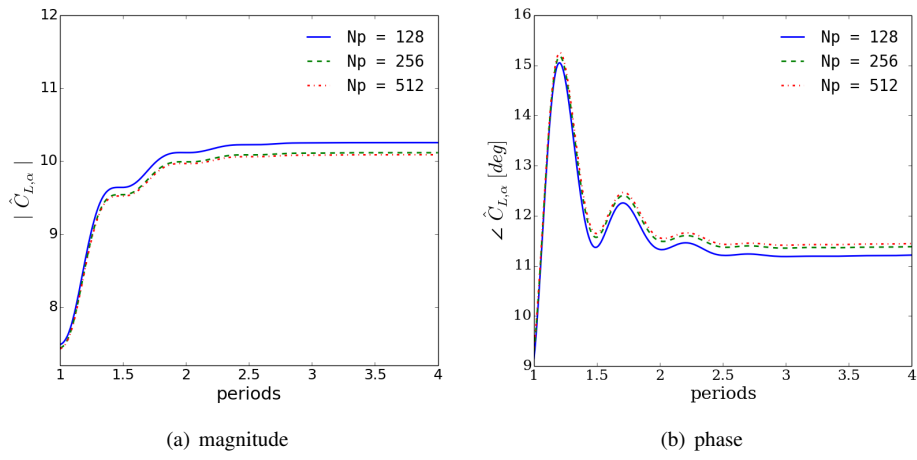 12
11
10
9
8
| Ĉ_{L,α} |
Np = 128
Np = 256
Np = 512
1 1.5 2 2.5 3 3.5 4
periods
(a) magnitude
16
15
14
13
12
11
10
9
∠ Ĉ_{L,α} [deg]
Np = 128
Np = 256
Np = 512
1 1.5 2 2.5 3 3.5 4
periods
(b) phase